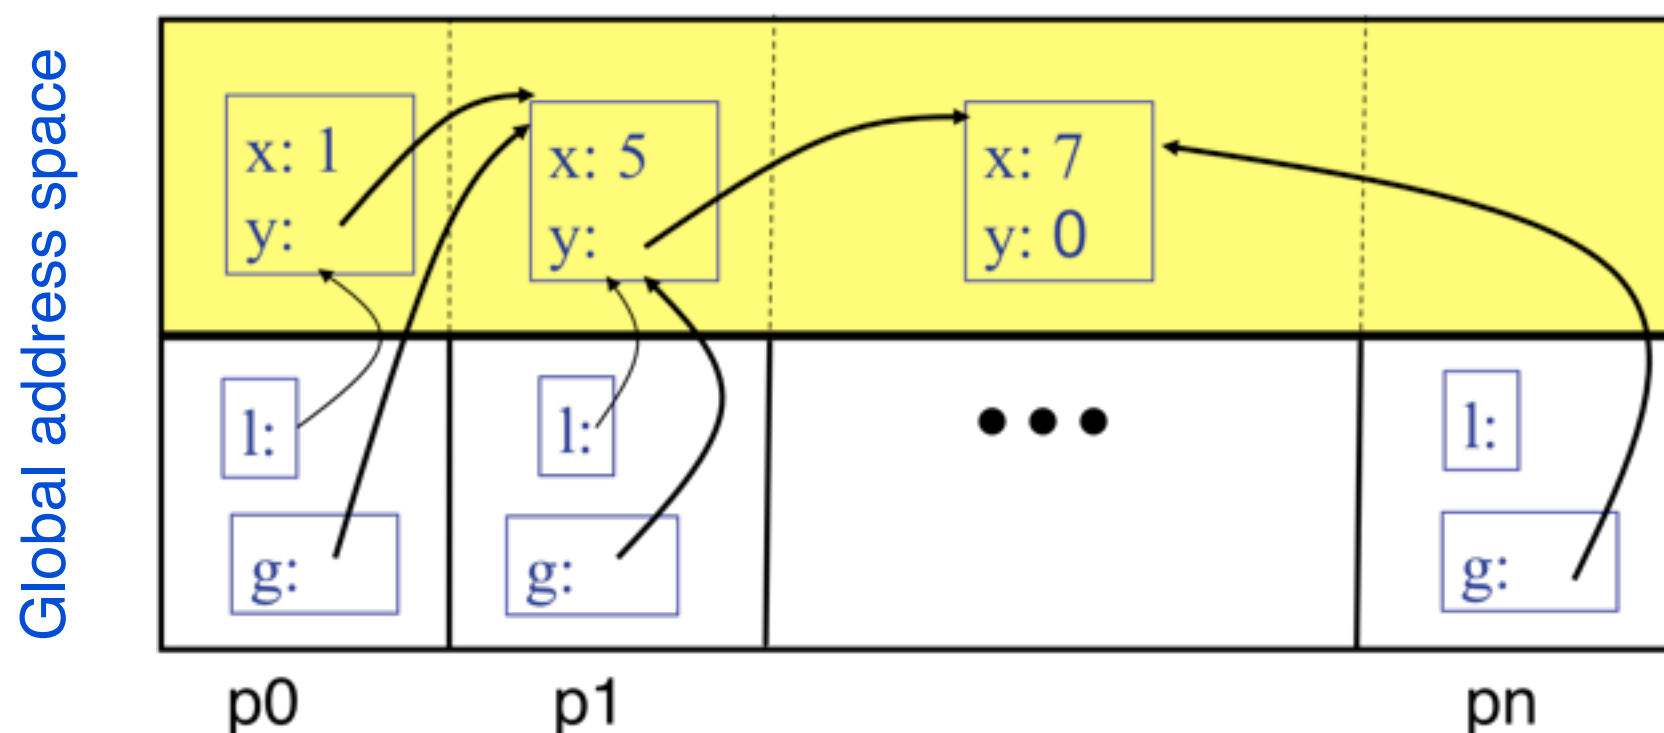 Global address space
x: 1
y:
x: 5
y:
x: 7
y: 0
l:
l:
l:
g:
g:
g:
p0
p1
pn